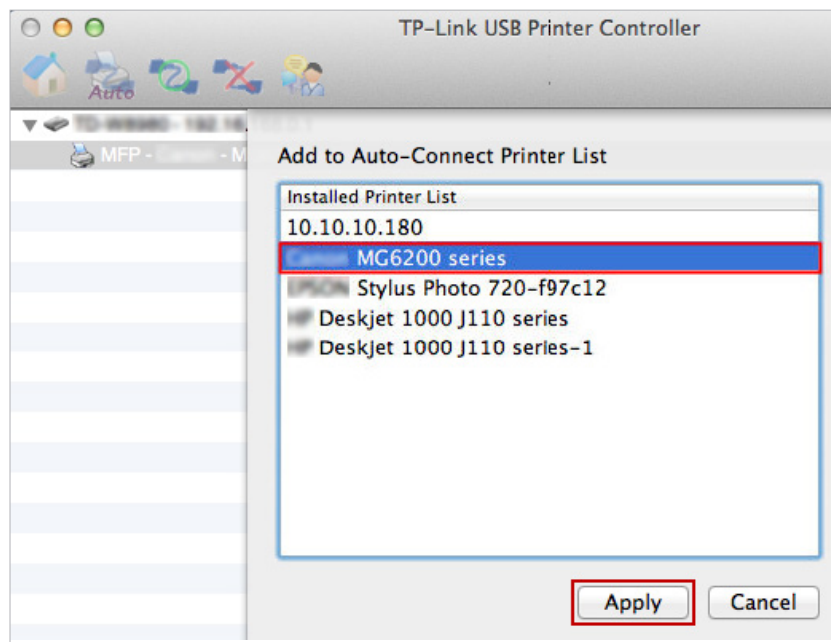 TP-Link USB Printer Controller
Auto
MFP - - M
Add to Auto-Connect Printer List
Installed Printer List
10.10.10.180
MG6200 series
Stylus Photo 720-f97c12
Deskjet 1000 J110 series
Deskjet 1000 J110 series-1
Apply
Cancel